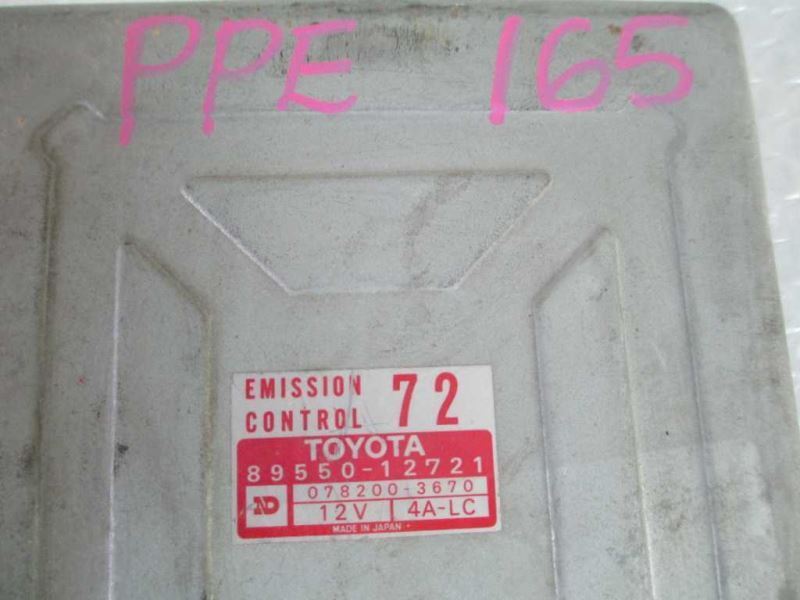 PPE 165
EMISSION CONTROL 72
TOYOTA
89550-12721
ND 078200-3670
12V 4A-LC
MADE IN JAPAN